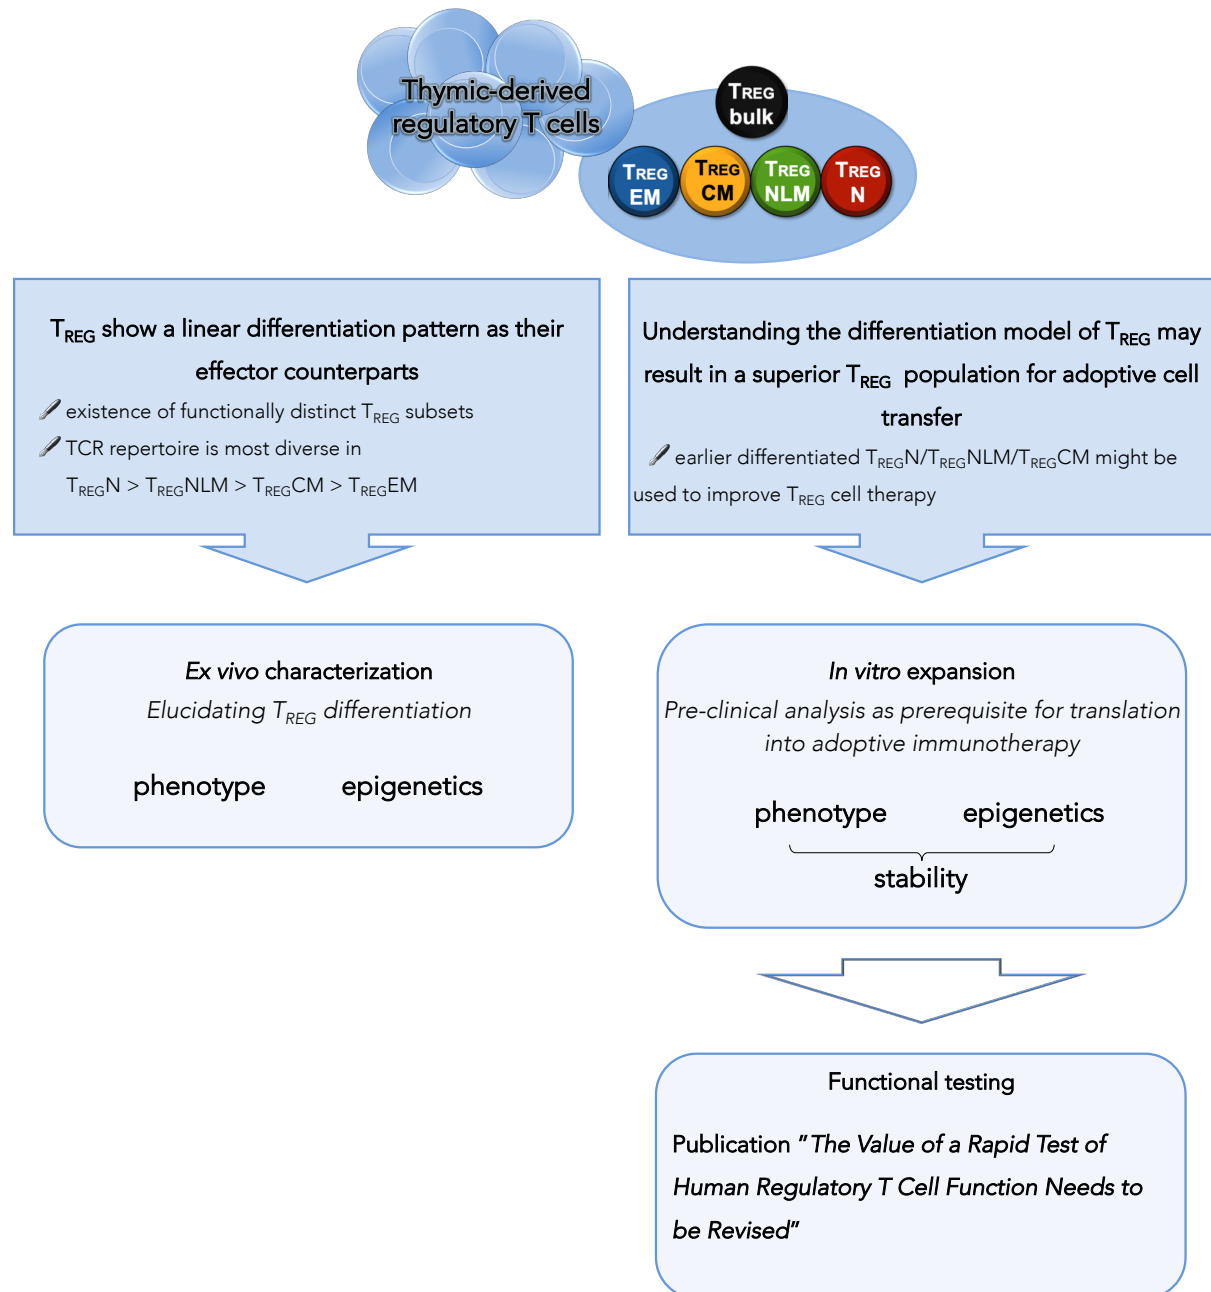 Thymic-derived
regulatory T cells
TREG
bulk
TREG
EM
TREG
CM
TREG
NLM
TREG
N
TREG show a linear differentiation pattern as their
effector counterparts
existence of functionally distinct TREG subsets
TCR repertoire is most diverse in
TREGN > TREGNLM > TREGCM > TREGEM
Understanding the differentiation model of TREG may
result in a superior TREG population for adoptive cell
transfer
earlier differentiated TREGN/TREGNLM/TREGCM might be
used to improve TREG cell therapy
Ex vivo characterization
Elucidating TREG differentiation
phenotype epigenetics
In vitro expansion
Pre-clinical analysis as prerequisite for translation
into adoptive immunotherapy
phenotype epigenetics
stability
Functional testing
Publication "The Value of a Rapid Test of
Human Regulatory T Cell Function Needs to
be Revised"